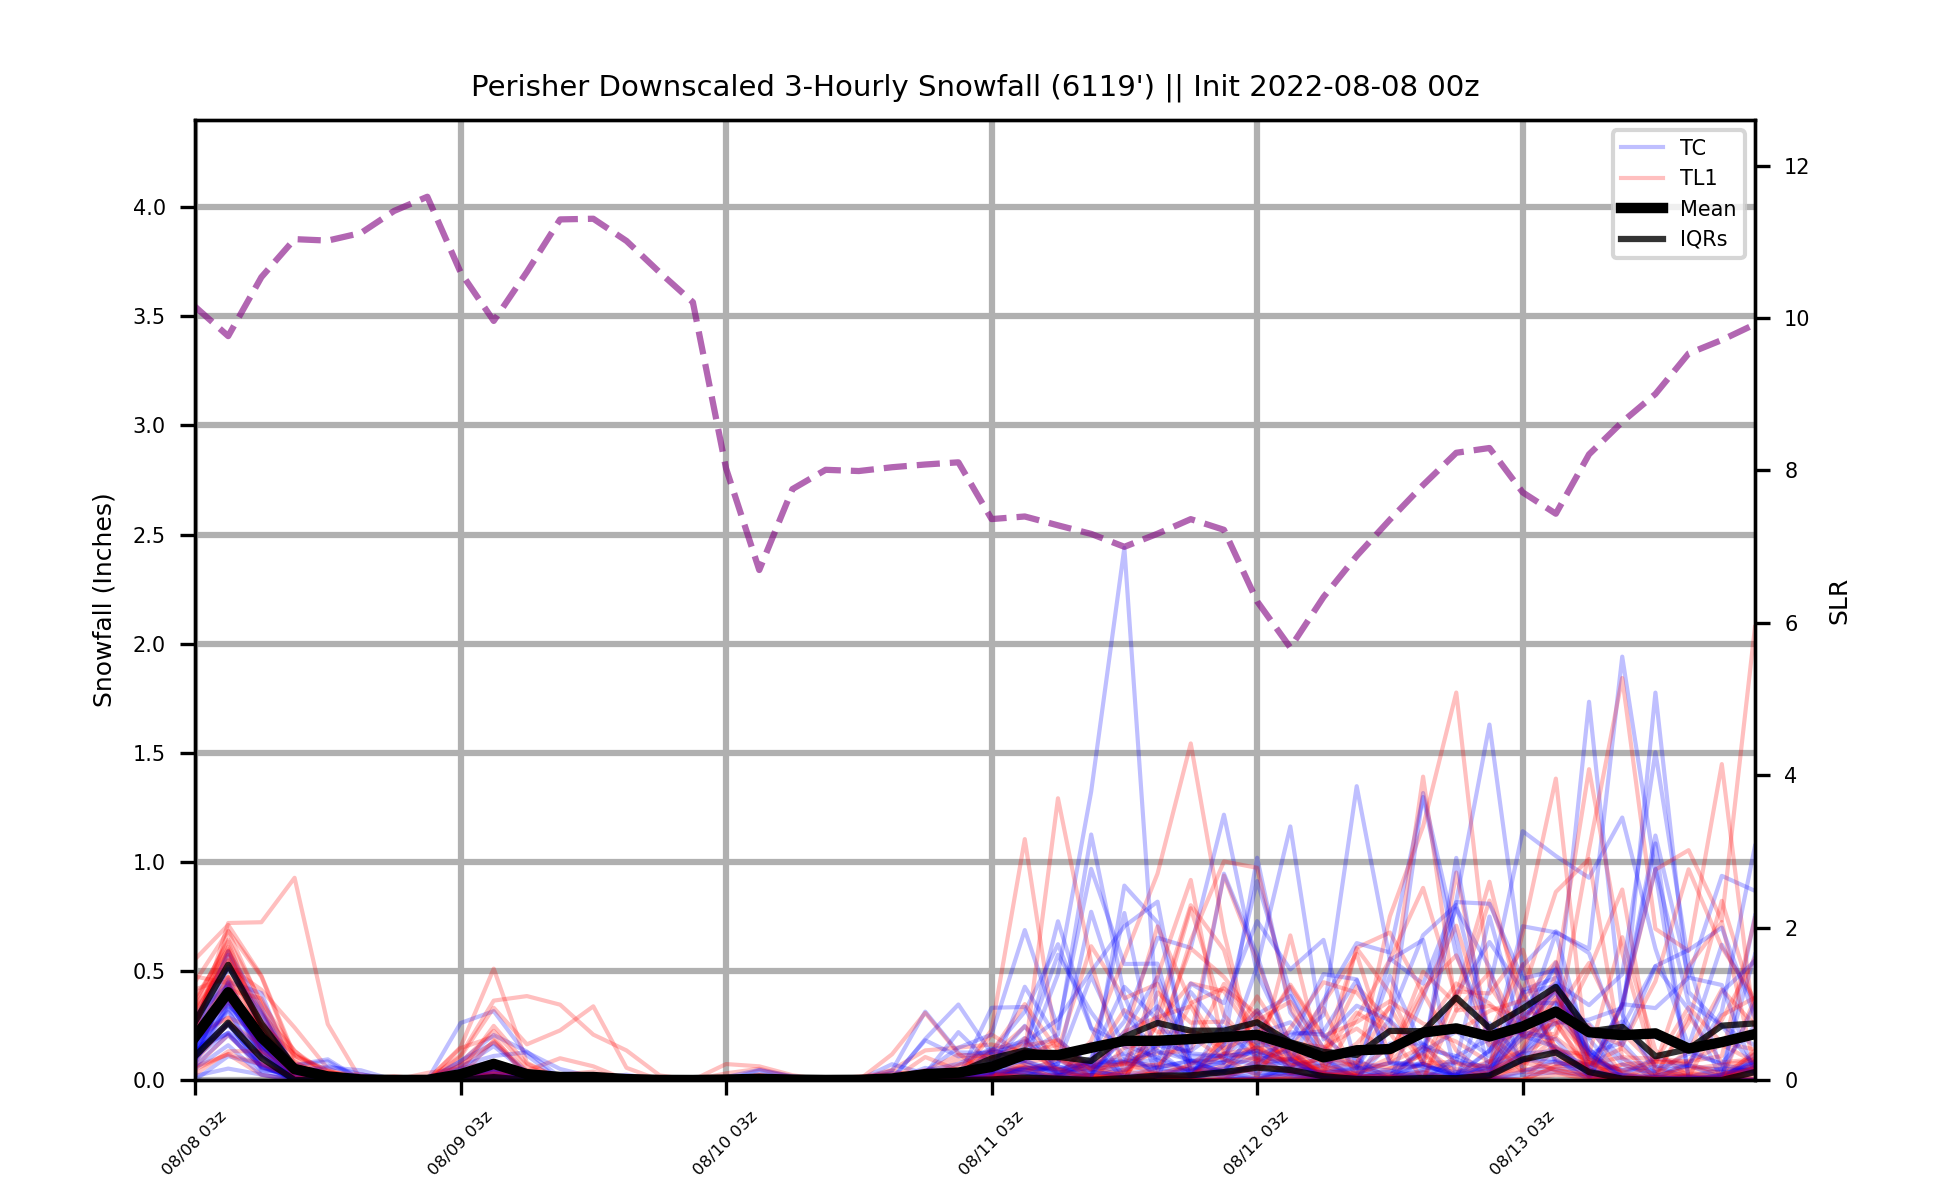 Perisher Downscaled 3-Hourly Snowfall (6119') || Init 2022-08-08 00z
TC
TL1
Mean
IQRs
Snowfall (Inches)
4.0
3.5
3.0
2.5
2.0
1.5
1.0
0.5
0.0
12
10
8
6
4
2
0
SLR
08/08 03z
08/09 03z
08/10 03z
08/11 03z
08/12 03z
08/13 03z